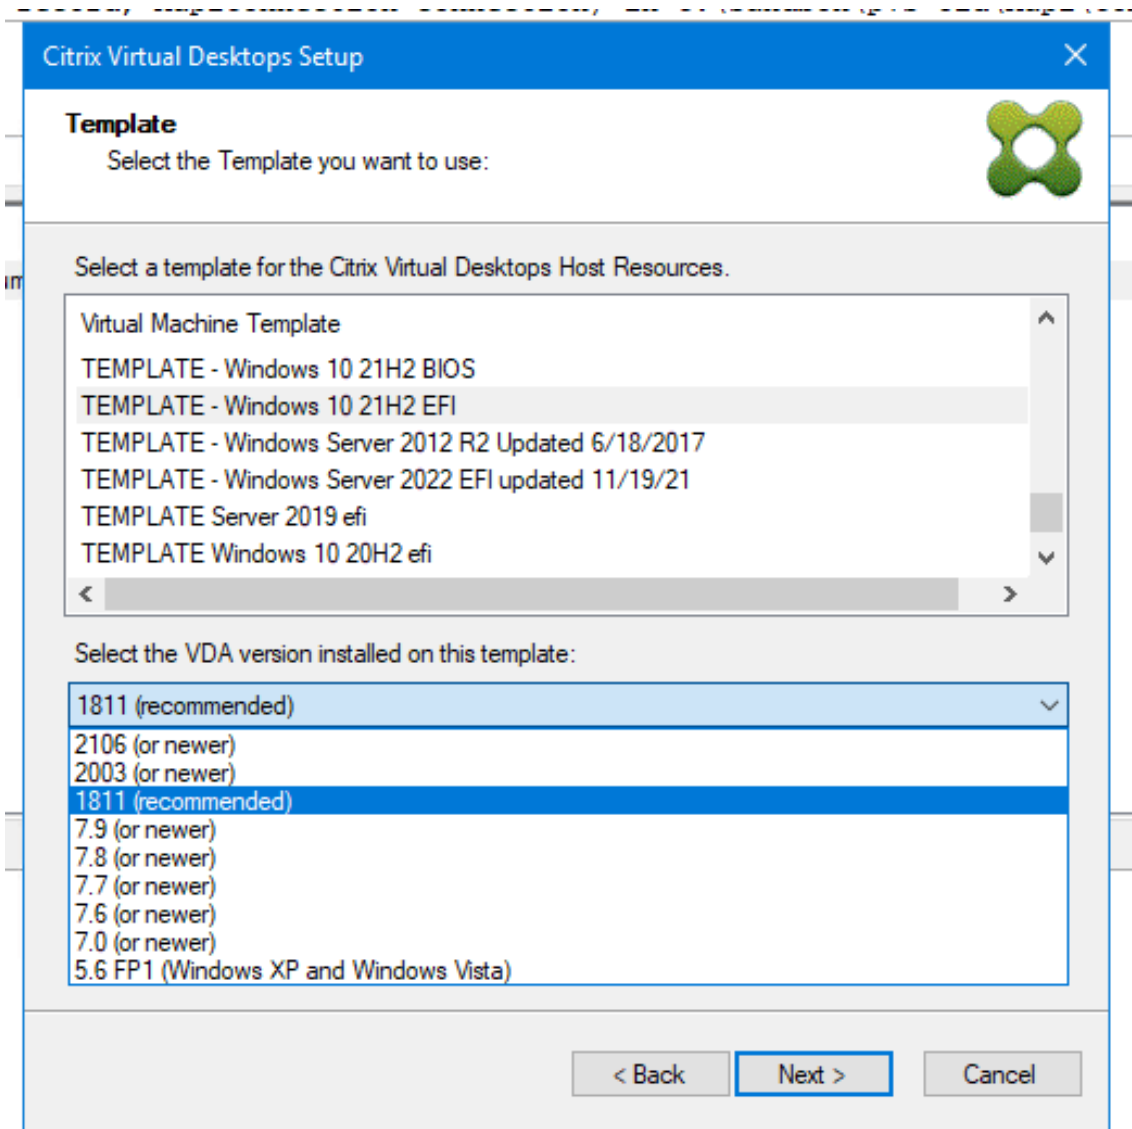 Citrix Virtual Desktops Setup
Template
Select the Template you want to use:
Select a template for the Citrix Virtual Desktops Host Resources.
Virtual Machine Template
TEMPLATE - Windows 10 21H2 BIOS
TEMPLATE - Windows 10 21H2 EFI
TEMPLATE - Windows Server 2012 R2 Updated 6/18/2017
TEMPLATE - Windows Server 2022 EFI updated 11/19/21
TEMPLATE Server 2019 efi
TEMPLATE Windows 10 20H2 efi
Select the VDA version installed on this template:
1811 (recommended)
2106 (or newer)
2003 (or newer)
1811 (recommended)
7.9 (or newer)
7.8 (or newer)
7.7 (or newer)
7.6 (or newer)
7.0 (or newer)
5.6 FP1 (Windows XP and Windows Vista)
< Back Next > Cancel